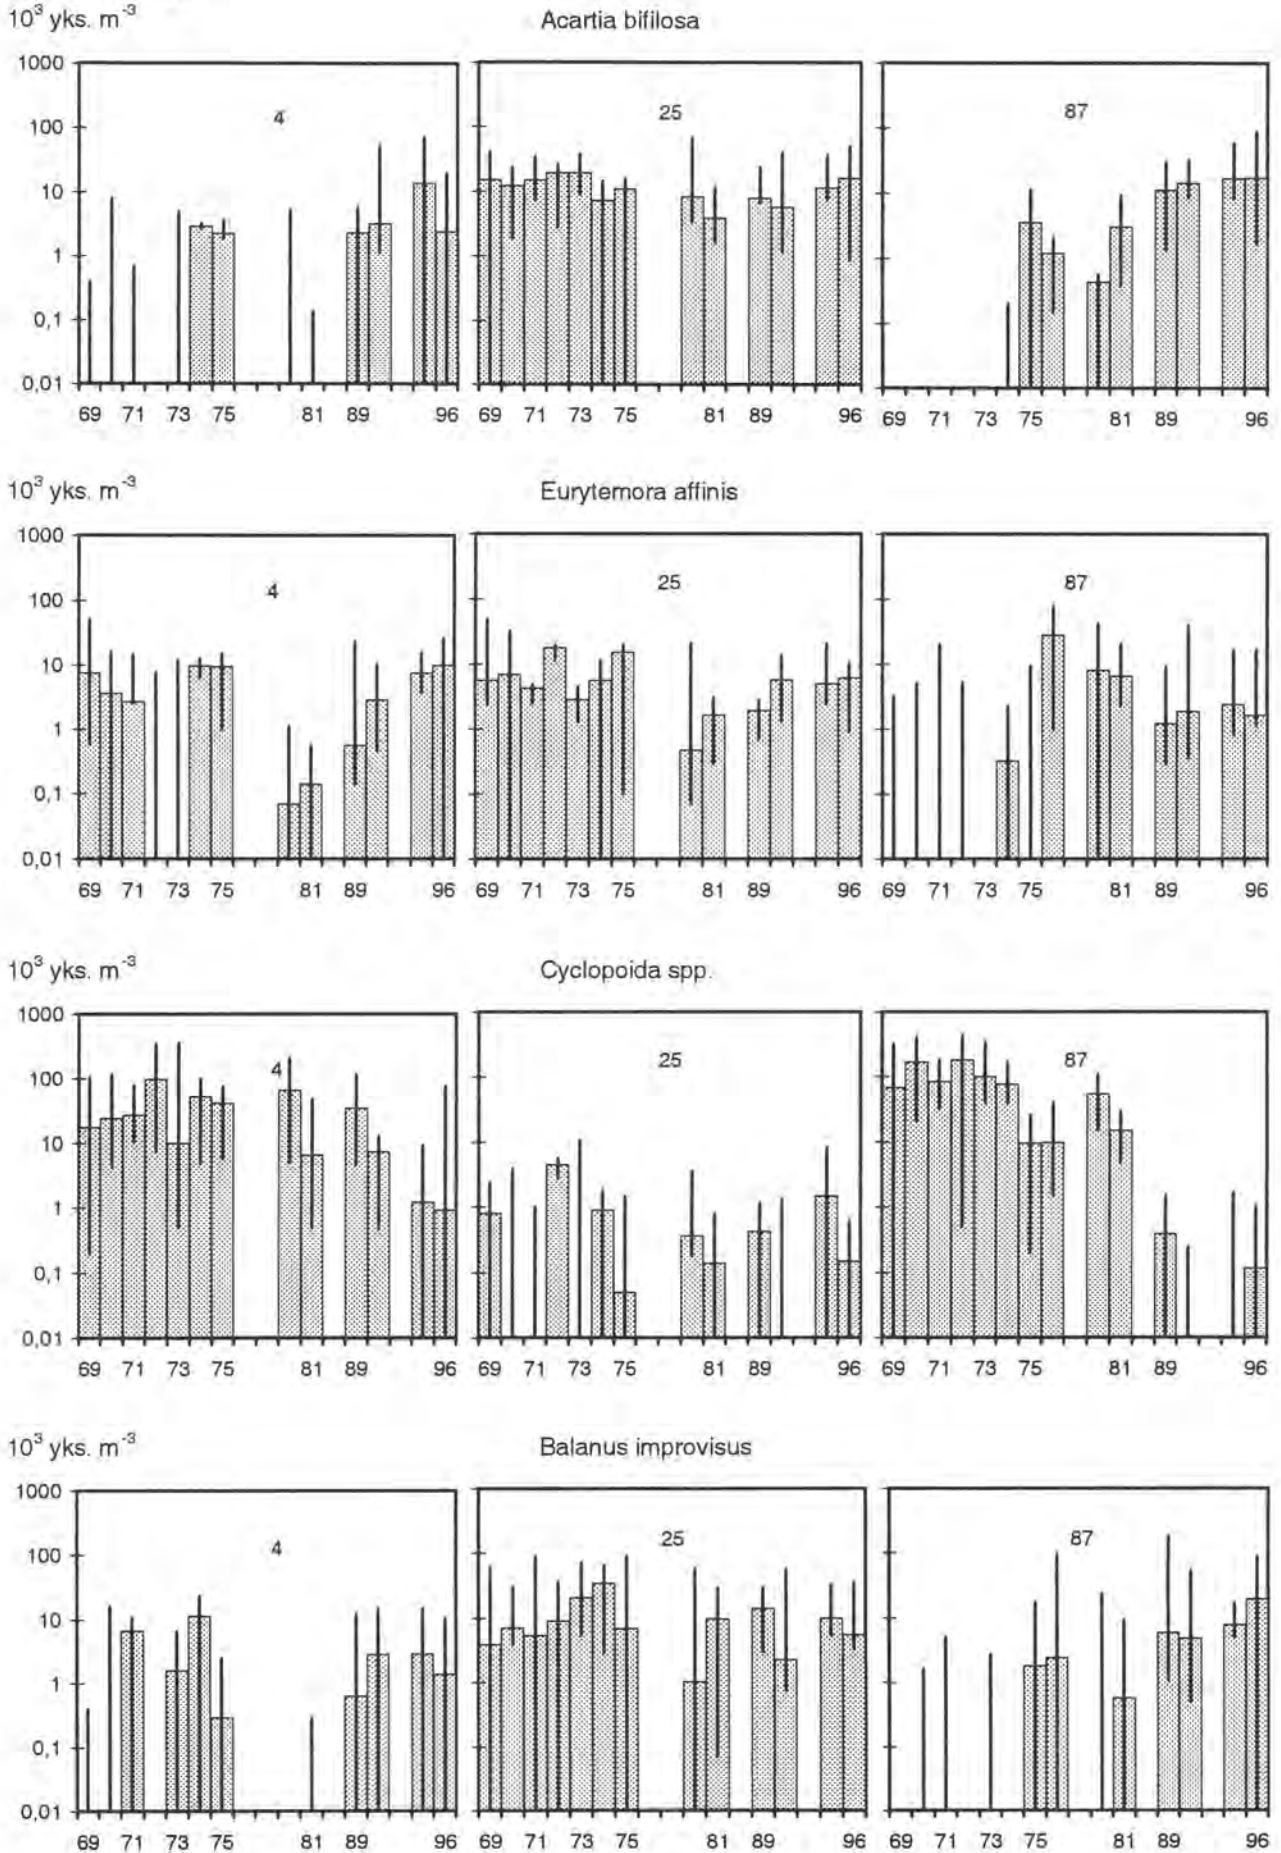 10³ yks. m⁻³ Acartia bifilosa
1000
100
10
1
0,1
0,01
4 25 87
69 71 73 75 81 89 96 69 71 73 75 81 89 96 69 71 73 75 81 89 96
10³ yks. m⁻³ Eurytemora affinis
1000
100
10
1
0,1
0,01
4 25 87
69 71 73 75 81 89 96 69 71 73 75 81 89 96 69 71 73 75 81 89 96
10³ yks. m⁻³ Cyclopoida spp.
1000
100
10
1
0,1
0,01
4 25 87
69 71 73 75 81 89 96 69 71 73 75 81 89 96 69 71 73 75 81 89 96
10³ yks. m⁻³ Balanus improvisus
1000
100
10
1
0,1
0,01
4 25 87
69 71 73 75 81 89 96 69 71 73 75 81 89 96 69 71 73 75 81 89 96